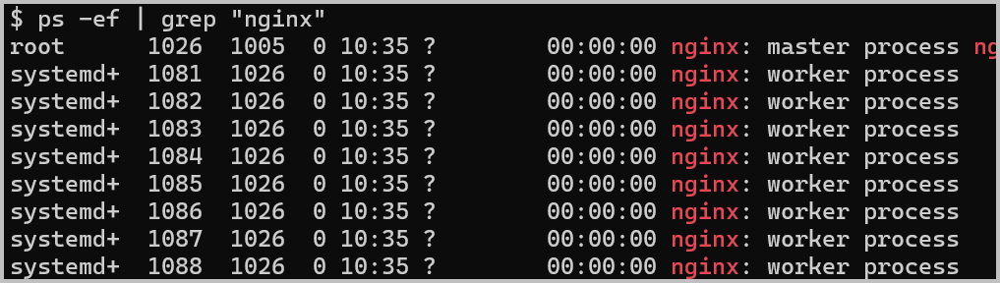 $ ps -ef | grep "nginx"
root      1026  1005  0 10:35 ?        00:00:00 nginx: master process ng
systemd+  1081  1026  0 10:35 ?        00:00:00 nginx: worker process
systemd+  1082  1026  0 10:35 ?        00:00:00 nginx: worker process
systemd+  1083  1026  0 10:35 ?        00:00:00 nginx: worker process
systemd+  1084  1026  0 10:35 ?        00:00:00 nginx: worker process
systemd+  1085  1026  0 10:35 ?        00:00:00 nginx: worker process
systemd+  1086  1026  0 10:35 ?        00:00:00 nginx: worker process
systemd+  1087  1026  0 10:35 ?        00:00:00 nginx: worker process
systemd+  1088  1026  0 10:35 ?        00:00:00 nginx: worker process